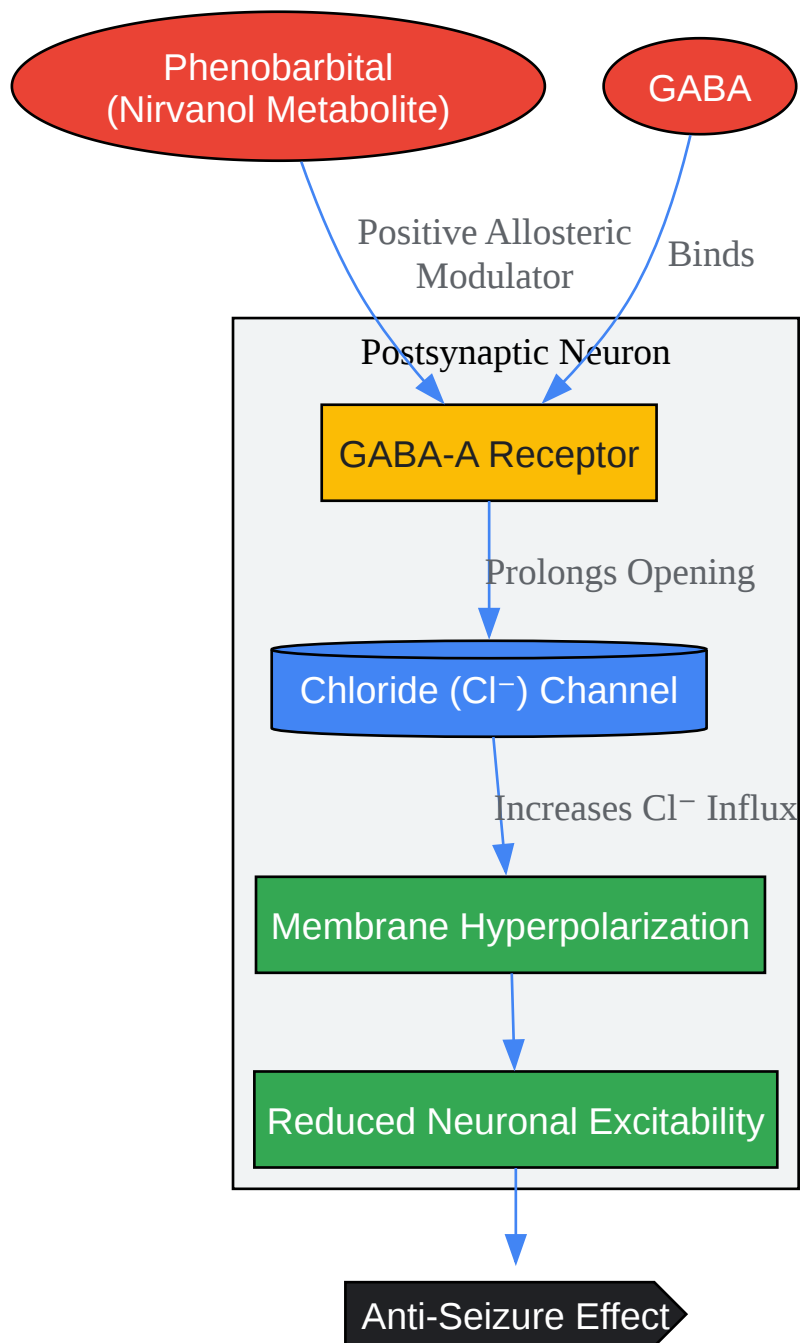 Phenobarbital
(Nirvanol Metabolite)
GABA
Positive Allosteric
Modulator
Binds
Postsynaptic Neuron
GABA-A Receptor
Prolongs Opening
Chloride (Cl⁻) Channel
Increases Cl⁻ Influx
Membrane Hyperpolarization
Reduced Neuronal Excitability
Anti-Seizure Effect